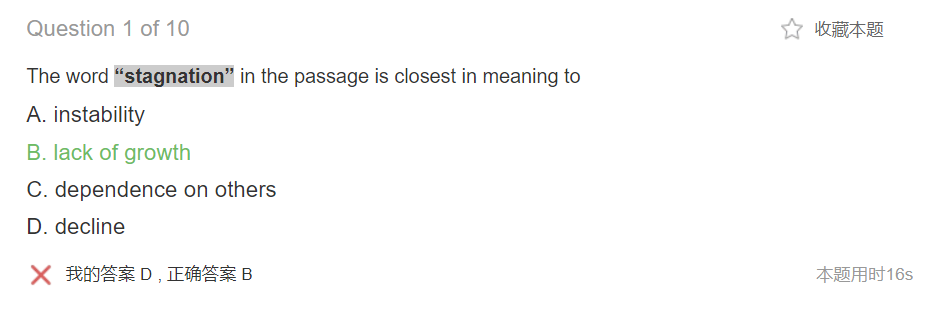 Question 1 of 10
收藏本题
The word “stagnation” in the passage is closest in meaning to
A. instability
B. lack of growth
C. dependence on others
D. decline
我的答案 D , 正确答案 B
本题用时16s